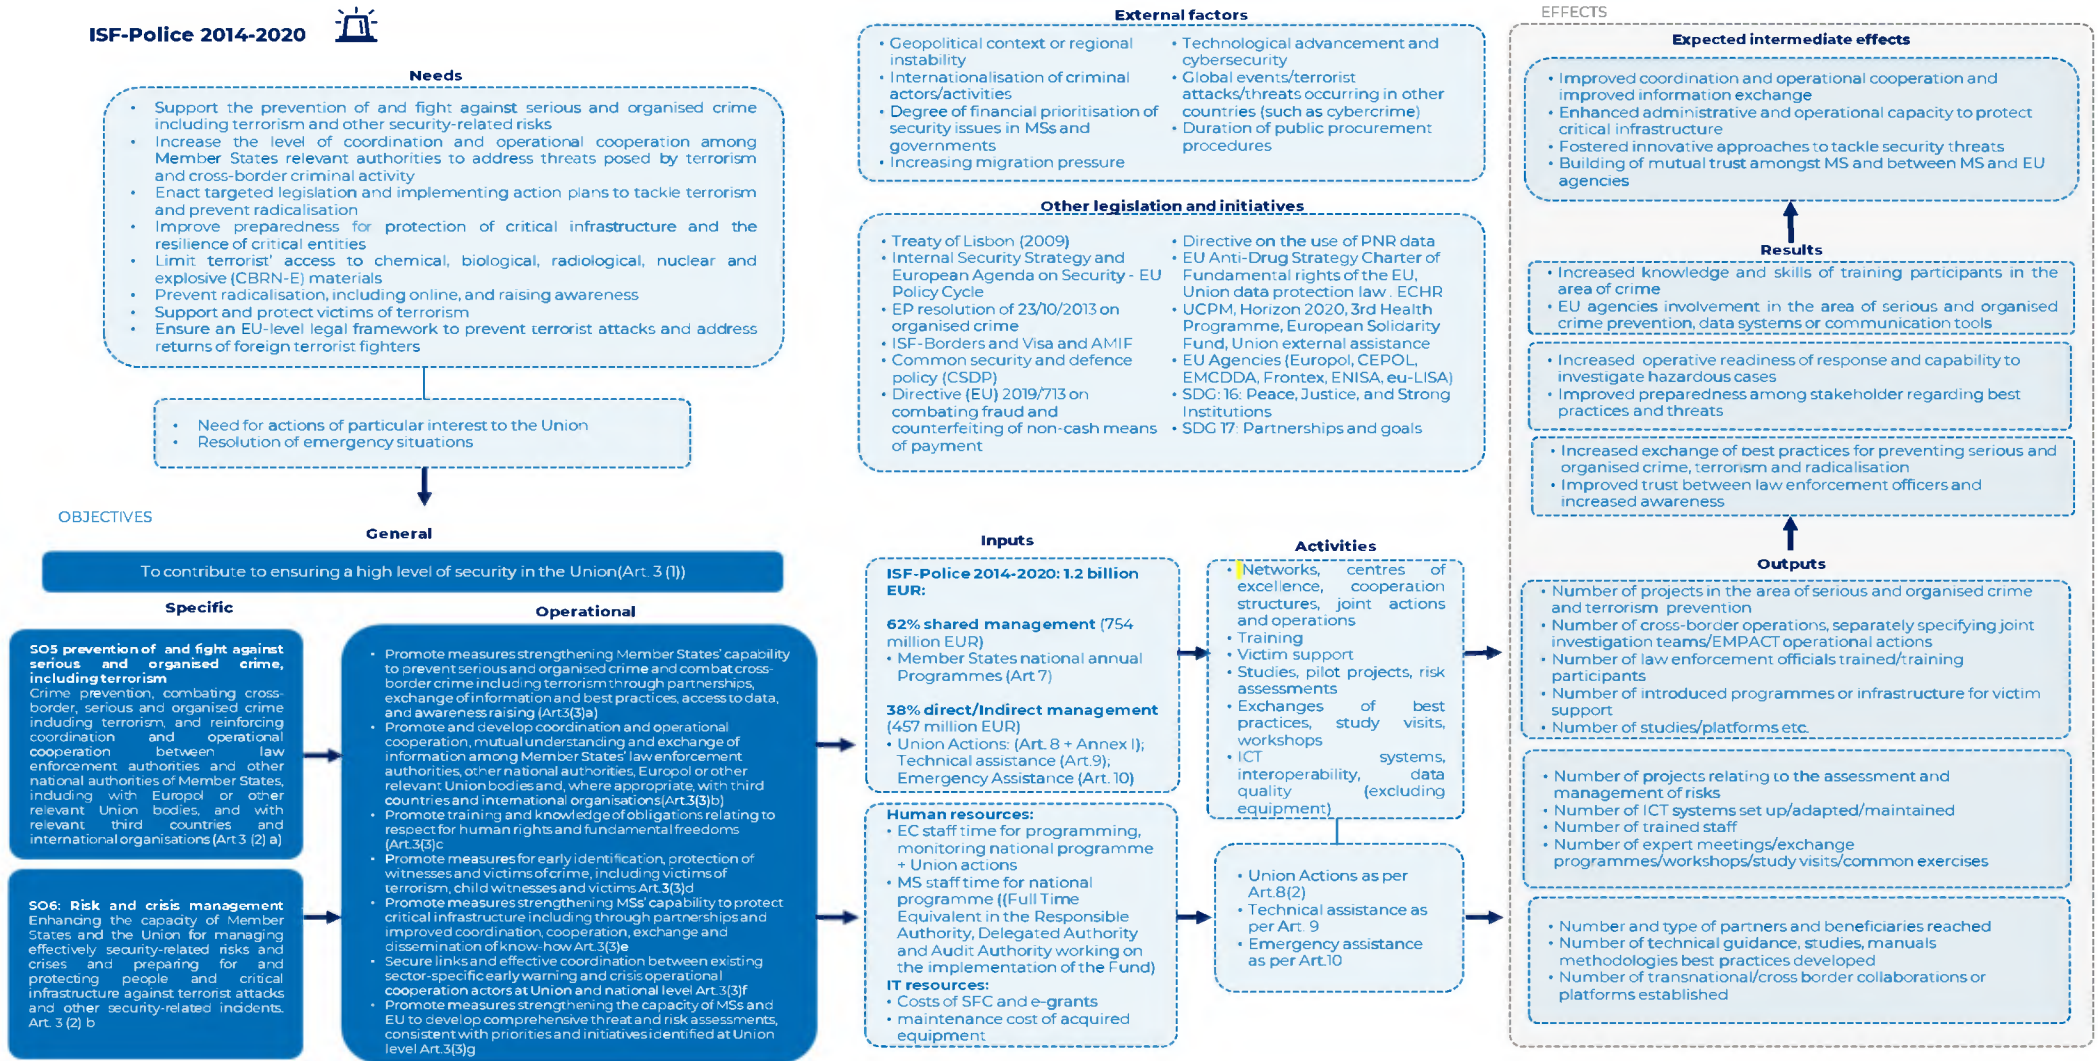 ISF-Police 2014-2020
Needs
• Support the prevention of and fight against serious and organised crime
including terrorism and other security-related risks
• Increase the level of coordination and operational cooperation among
Member States relevant authorities to address threats posed by terrorism
and cross-border criminal activity
• Enact targeted legislation and implementing action plans to tackle terrorism
and prevent radicalisation
• Improve preparedness for protection of critical infrastructure and the
resilience of critical entities
• Limit terrorist' access to chemical, biological, radiological, nuclear and
explosive (CBRN-E) materials
• Prevent radicalisation, including online, and raising awareness
• Support and protect victims of terrorism
• Ensure an EU-level legal framework to prevent terrorist attacks and address
returns of foreign terrorist fighters
• Need for actions of particular interest to the Union
• Resolution of emergency situations
OBJECTIVES
General
To contribute to ensuring a high level of security in the Union(Art. 3 (1))
Specific
SO5 prevention of and fight against
serious and organised crime,
including terrorism
Crime prevention, combating cross-
border, serious and organised crime
including terrorism, and reinforcing
coordination and operational
cooperation between law
enforcement authorities and other
national authorities of Member States,
including with Europol or other
relevant Union bodies, and with
relevant third countries and
international organisations (Art 3 (2) a)
SO6: Risk and crisis management
Enhancing the capacity of Member
States and the Union for managing
effectively security-related risks and
crises and preparing for and
protecting people and critical
infrastructure against terrorist attacks
and other security-related incidents.
Art. 3 (2) b
Operational
• Promote measures strengthening Member States' capability
to prevent serious and organised crime and combat cross-
border crime including terrorism through partnerships,
exchange of information and best practices, access to data,
and awareness raising (Art3(3)a)
• Promote and develop coordination and operational
cooperation, mutual understanding and exchange of
information among Member States' law enforcement
authorities, other national authorities, Europol or other
relevant Union bodies and, where appropriate, with third
countries and international organisations(Art.3(3)b)
• Promote training and knowledge of obligations relating to
respect for human rights and fundamental freedoms
(Art.3(3)c
• Promote measures for early identification, protection of
witnesses and victims of crime, including victims of
terrorism, child witnesses and victims Art.3(3)d
• Promote measures strengthening MSs' capability to protect
critical infrastructure including through partnerships and
improved coordination, cooperation, exchange and
dissemination of know-how Art.3(3)e
• Secure links and effective coordination between existing
sector-specific early warning and crisis operational
cooperation actors at Union and national level Art.3(3)f
• Promote measures strengthening the capacity of MSs and
EU to develop comprehensive threat and risk assessments,
consistent with priorities and initiatives identified at Union
level Art.3(3)g
External factors
• Geopolitical context or regional
instability
• Internationalisation of criminal
actors/activities
• Degree of financial prioritisation of
security issues in MSs and
governments
• Increasing migration pressure
• Technological advancement and
cybersecurity
• Global events/terrorist
attacks/threats occurring in other
countries (such as cybercrime)
• Duration of public procurement
procedures
Other legislation and initiatives
• Treaty of Lisbon (2009)
• Internal Security Strategy and
European Agenda on Security - EU
Policy Cycle
• EP resolution of 23/10/2013 on
organised crime
• ISF-Borders and Visa and AMIF
• Common security and defence
policy (CSDP)
• Directive (EU) 2019/713 on
combating fraud and
counterfeiting of non-cash means
of payment
• Directive on the use of PNR data
• EU Anti-Drug Strategy Charter of
Fundamental rights of the EU,
Union data protection law . ECHR
• UCPM, Horizon 2020, 3rd Health
Programme, European Solidarity
Fund, Union external assistance
• EU Agencies (Europol, CEPOL,
EMCDDA, Frontex, ENISA, eu-LISA)
• SDG: 16: Peace, Justice, and Strong
Institutions
• SDG 17: Partnerships and goals
Inputs
ISF-Police 2014-2020: 1.2 billion
EUR:
62% shared management (754
million EUR)
• Member States national annual
Programmes (Art 7)
38% direct/Indirect management
(457 million EUR)
• Union Actions: (Art. 8 + Annex I);
Technical assistance (Art.9);
Emergency Assistance (Art. 10)
Human resources:
• EC staff time for programming,
monitoring national programme
+ Union actions
• MS staff time for national
programme ((Full Time
Equivalent in the Responsible
Authority, Delegated Authority
and Audit Authority working on
the implementation of the Fund)
IT resources:
• Costs of SFC and e-grants
• maintenance cost of acquired
equipment
Activities
• Networks, centres of
excellence, cooperation
structures, joint actions
and operations
• Training
• Victim support
• Studies, pilot projects, risk
assessments
• Exchanges of best
practices, study visits,
workshops
• ICT systems,
interoperability, data
quality (excluding
equipment)
• Union Actions as per
Art.8(2)
• Technical assistance as
per Art. 9
• Emergency assistance
as per Art.10
EFFECTS
Expected intermediate effects
• Improved coordination and operational cooperation and
improved information exchange
• Enhanced administrative and operational capacity to protect
critical infrastructure
• Fostered innovative approaches to tackle security threats
• Building of mutual trust amongst MS and between MS and EU
agencies
Results
• Increased knowledge and skills of training participants in the
area of crime
• EU agencies involvement in the area of serious and organised
crime prevention, data systems or communication tools
• Increased operative readiness of response and capability to
investigate hazardous cases
• Improved preparedness among stakeholder regarding best
practices and threats
• Increased exchange of best practices for preventing serious and
organised crime, terrorism and radicalisation
• Improved trust between law enforcement officers and
increased awareness
Outputs
• Number of projects in the area of serious and organised crime
and terrorism prevention
• Number of cross-border operations, separately specifying joint
investigation teams/EMPACT operational actions
• Number of law enforcement officials trained/training
participants
• Number of introduced programmes or infrastructure for victim
support
• Number of studies/platforms etc.
• Number of projects relating to the assessment and
management of risks
• Number of ICT systems set up/adapted/maintained
• Number of trained staff
• Number of expert meetings/exchange
programmes/workshops/study visits/common exercises
• Number and type of partners and beneficiaries reached
• Number of technical guidance, studies, manuals
methodologies best practices developed
• Number of transnational/cross border collaborations or
platforms established